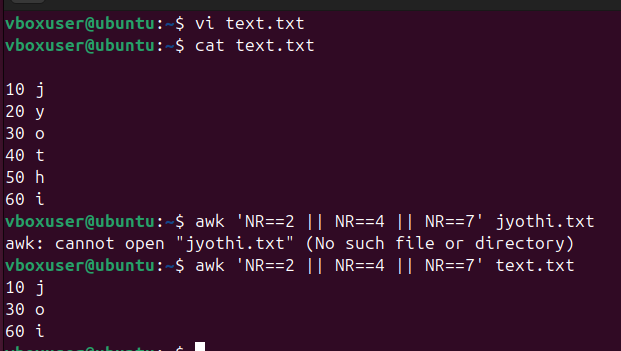 vboxuser@ubuntu:~$ vi text.txt
vboxuser@ubuntu:~$ cat text.txt

10 j
20 y
30 o
40 t
50 h
60 i
vboxuser@ubuntu:~$ awk 'NR==2 || NR==4 || NR==7' jyothi.txt
awk: cannot open "jyothi.txt" (No such file or directory)
vboxuser@ubuntu:~$ awk 'NR==2 || NR==4 || NR==7' text.txt
10 j
30 o
60 i
vboxuser@ubuntu:~$